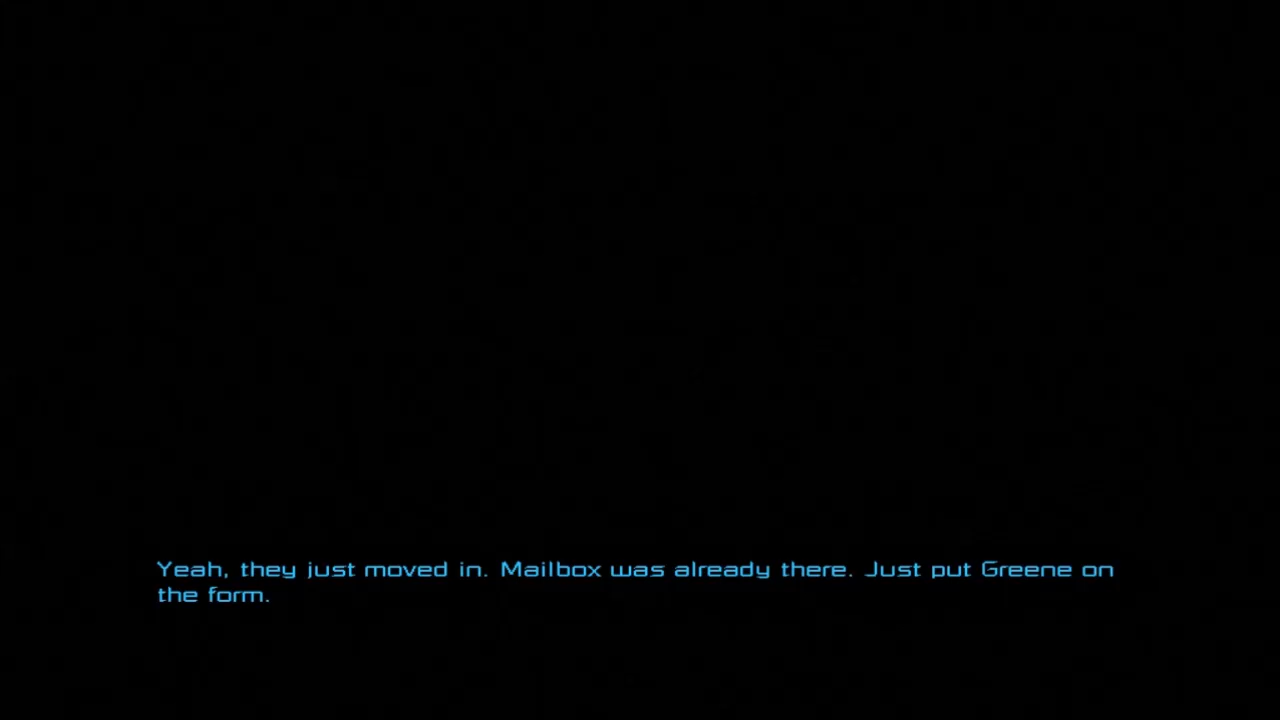 Yeah, they just moved in. Mailbox was already there. Just put Greene on
the form.